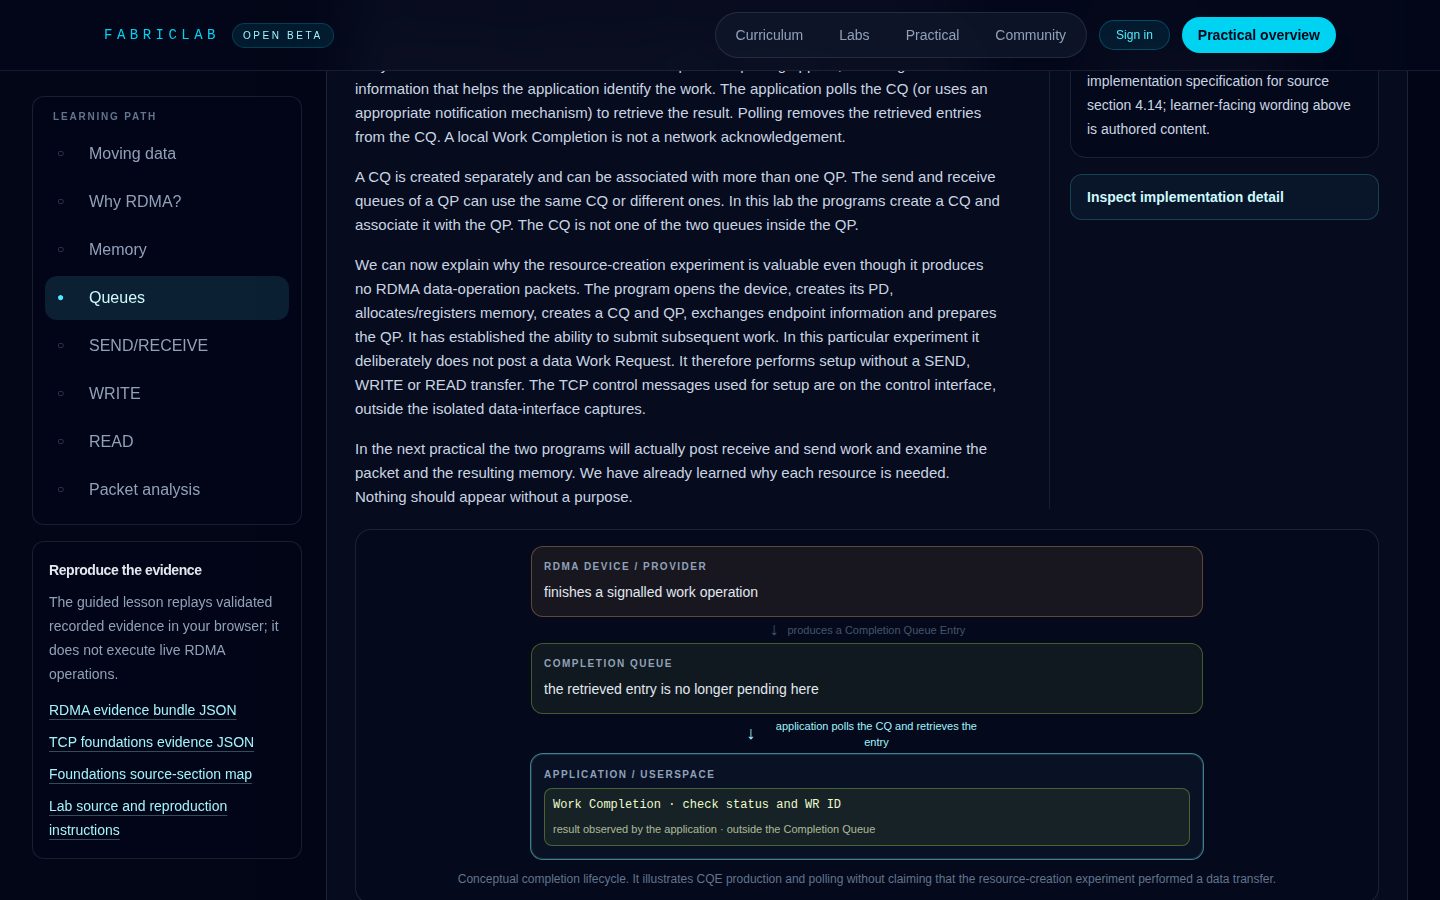 FABRICLAB
OPEN BETA
Curriculum
Labs
Practical
Community
Sign in
Practical overview
LEARNING PATH
Moving data
Why RDMA?
Memory
Queues
SEND/RECEIVE
WRITE
READ
Packet analysis
Reproduce the evidence
The guided lesson replays validated
recorded evidence in your browser; it
does not execute live RDMA
operations.
RDMA evidence bundle JSON
TCP foundations evidence JSON
Foundations source-section map
Lab source and reproduction
instructions
information that helps the application identify the work. The application polls the CQ (or uses an
appropriate notification mechanism) to retrieve the result. Polling removes the retrieved entries
from the CQ. A local Work Completion is not a network acknowledgement.
A CQ is created separately and can be associated with more than one QP. The send and receive
queues of a QP can use the same CQ or different ones. In this lab the programs create a CQ and
associate it with the QP. The CQ is not one of the two queues inside the QP.
We can now explain why the resource-creation experiment is valuable even though it produces
no RDMA data-operation packets. The program opens the device, creates its PD,
allocates/registers memory, creates a CQ and QP, exchanges endpoint information and prepares
the QP. It has established the ability to submit subsequent work. In this particular experiment it
deliberately does not post a data Work Request. It therefore performs setup without a SEND,
WRITE or READ transfer. The TCP control messages used for setup are on the control interface,
outside the isolated data-interface captures.
In the next practical the two programs will actually post receive and send work and examine the
packet and the resulting memory. We have already learned why each resource is needed.
Nothing should appear without a purpose.
implementation specification for source
section 4.14; learner-facing wording above
is authored content.
Inspect implementation detail
RDMA DEVICE / PROVIDER
finishes a signalled work operation
↓ produces a Completion Queue Entry
COMPLETION QUEUE
the retrieved entry is no longer pending here
↓ application polls the CQ and retrieves the
entry
APPLICATION / USERSPACE
Work Completion · check status and WR ID
result observed by the application · outside the Completion Queue
Conceptual completion lifecycle. It illustrates CQE production and polling without claiming that the resource-creation experiment performed a data transfer.